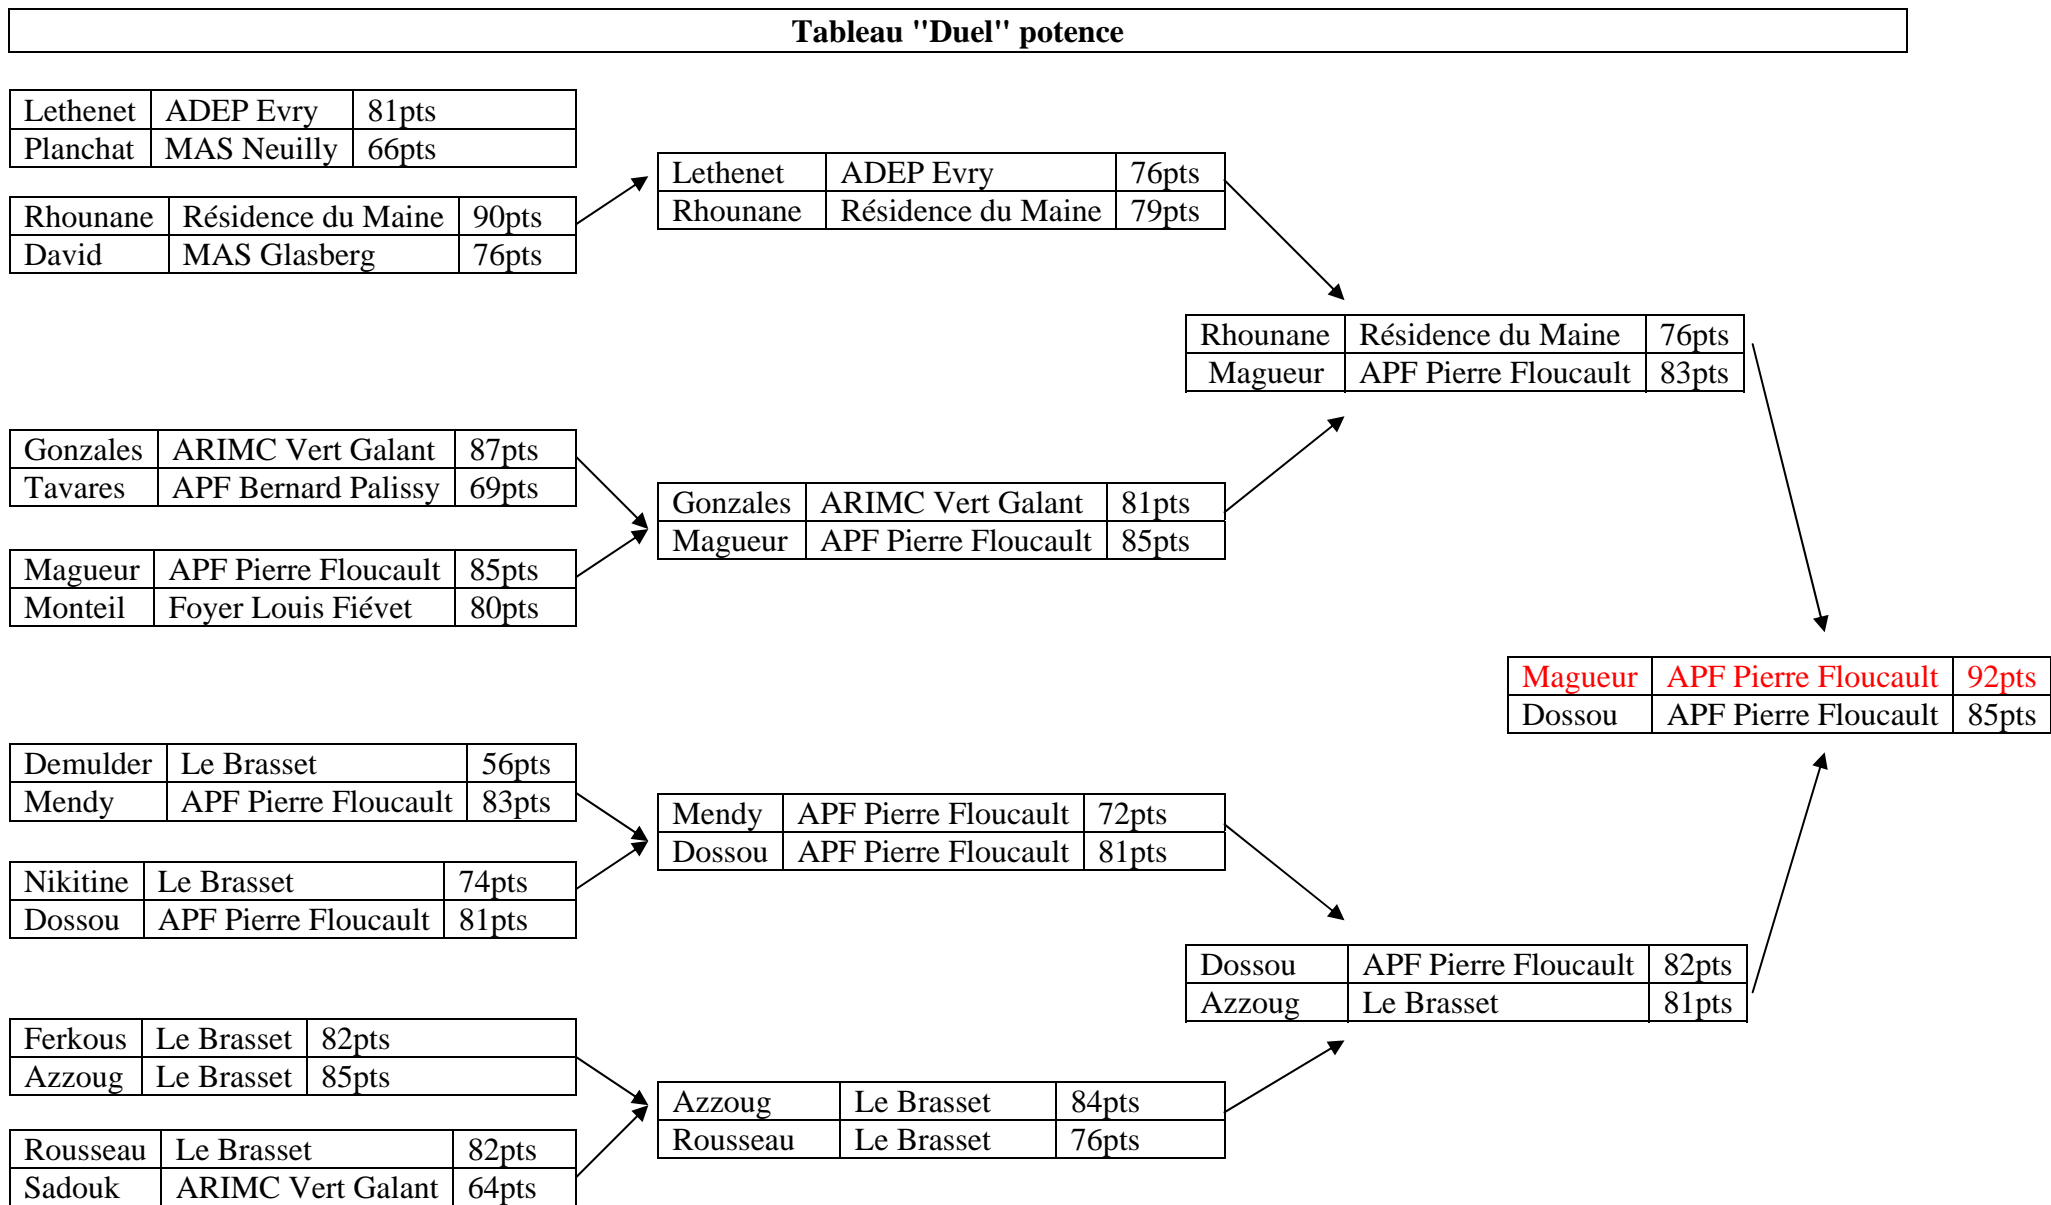 Tableau "Duel" potence
Lethenet ADEP Evry 81pts
Planchat MAS Neuilly 66pts
Rhounane Résidence du Maine 90pts
David MAS Glasberg 76pts
Gonzales ARIMC Vert Galant 87pts
Tavares APF Bernard Palissy 69pts
Magueur APF Pierre Floucault 85pts
Monteil Foyer Louis Fiévet 80pts
Demulder Le Brasset 56pts
Mendy APF Pierre Floucault 83pts
Nikitine Le Brasset 74pts
Dossou APF Pierre Floucault 81pts
Ferkous Le Brasset 82pts
Azzoug Le Brasset 85pts
Rousseau Le Brasset 82pts
Sadouk ARIMC Vert Galant 64pts
Lethenet ADEP Evry 76pts
Rhounane Résidence du Maine 79pts
Gonzales ARIMC Vert Galant 81pts
Magueur APF Pierre Floucault 85pts
Mendy APF Pierre Floucault 72pts
Dossou APF Pierre Floucault 81pts
Azzoug Le Brasset 84pts
Rousseau Le Brasset 76pts
Rhounane Résidence du Maine 76pts
Magueur APF Pierre Floucault 83pts
Dossou APF Pierre Floucault 82pts
Azzoug Le Brasset 81pts
Magueur APF Pierre Floucault 92pts
Dossou APF Pierre Floucault 85pts